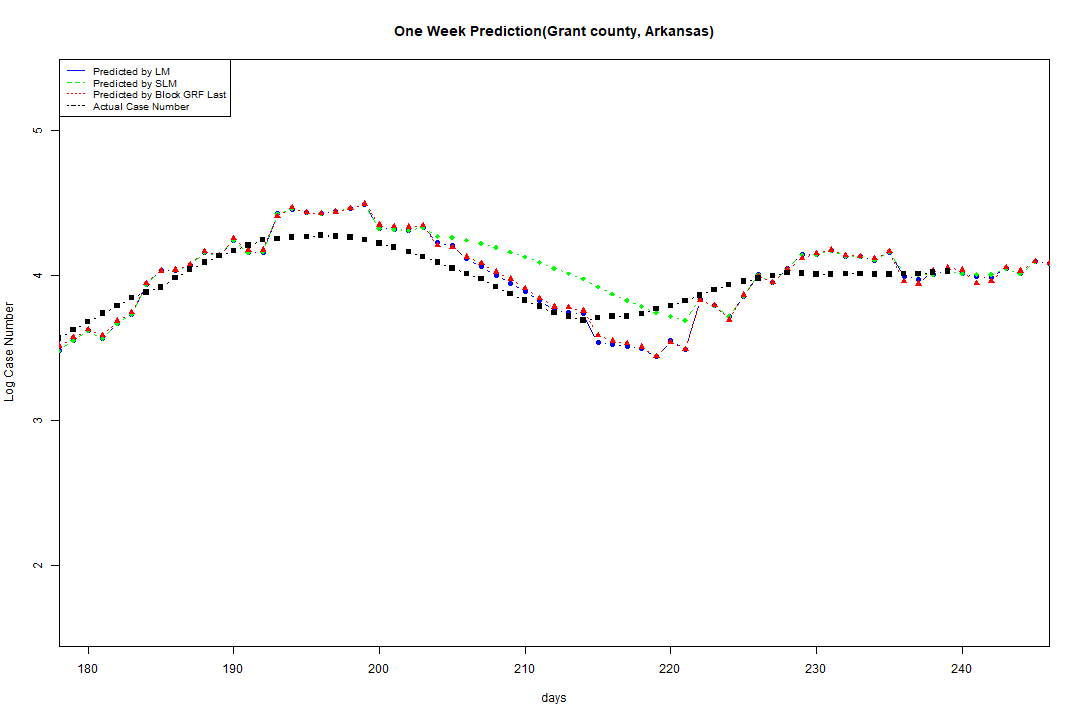 One Week Prediction(Grant county, Arkansas)
Predicted by LM
Predicted by SLM
Predicted by Block GRF Last
Actual Case Number
5
4
3
2
Log Case Number
180 190 200 210 220 230 240
days